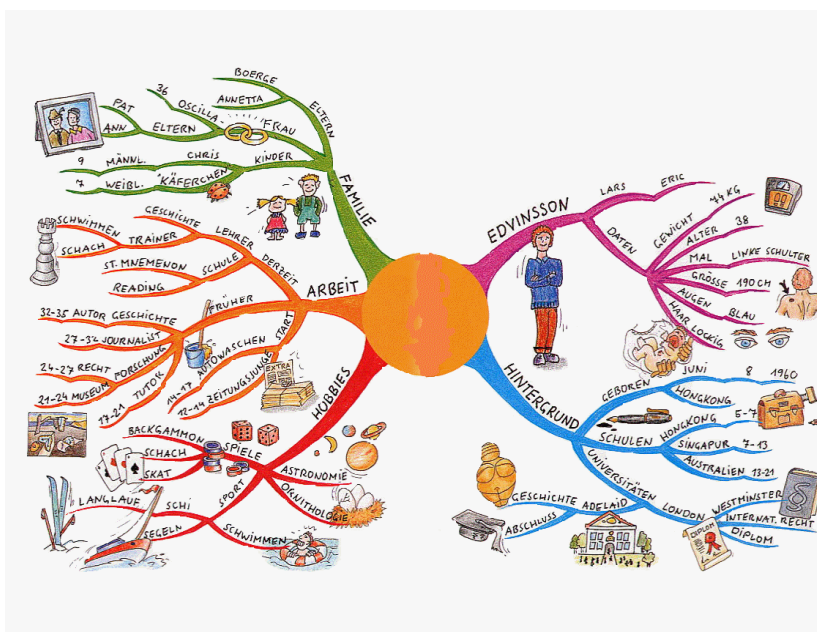 BOERGE
ANNETTA
ELTERN
36
OSCILLA-
FRAU
PAT
ANN
ELTERN
9 MÄNNL. CHRIS
KINDER
7 WEIBL. "KÄFERCHEN"
FAMILIE
GESCHICHTE
SCHWIMMEN
SCHACH
TRAINER
LEHRER
ST. MNEMENON
READING
SCHULE
DERZEIT
ARBEIT
FRÜHER
START
32-35 AUTOR GESCHICHTE
27-32 JOURNALIST
24-27 RECHT
FORSCHUNG
21-24 MUSEUM
17-21 TUTOR
14-17 AUTOWASCHEN
12-14 ZEITUNGSJUNGE
EXTRA
HOBBIES
BACKGAMMON
SCHACH
SKAT
SPIELE
ASTRONOMIE
ORNITHOLOGIE
SPORT
LANGLAUF
SCHI
SEGELN
SCHWIMMEN
EDVINSSON
LARS ERIC
DATEN
GEWICHT 74 KG
ALTER 38
MAL LINKE SCHULTER
GRÖSSE 190 CM
AUGEN BLAU
HAAR LOCKIG
HINTERGRUND
GEBOREN
JUNI 8 1960
HONGKONG
SCHULEN
HONGKONG 5-7
SINGAPUR 7-13
AUSTRALIEN 13-21
UNIVERSITÄTEN
ADELAID
GESCHICHTE
ABSCHLUSS
LONDON
WESTMINSTER
INTERNAT. RECHT
DIPLOM
DIPLOM